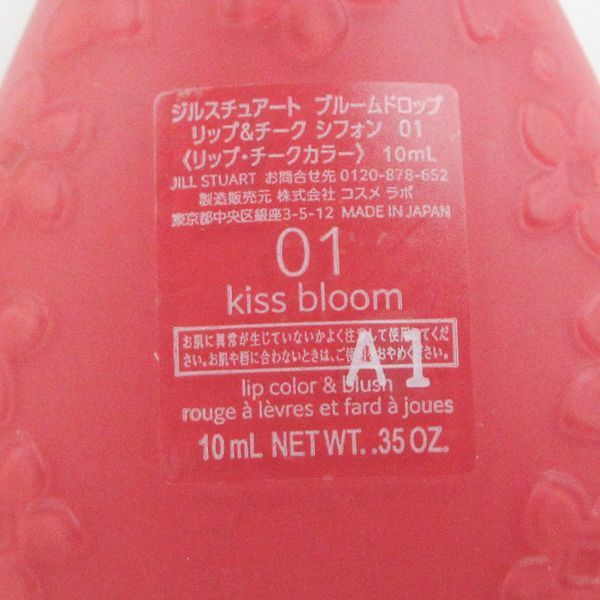 ジルスチュアート ブルームドロップ
リップ&チーク シフォン 01
〈リップ・チークカラー〉 10mL
JILL STUART お問合せ先 0120-878-652
製造販売元 株式会社 コスメ ラボ
東京都中央区銀座3-5-12 MADE IN JAPAN
01
kiss bloom
お肌に異常が生じていないかよく注意して使用してくだ
さい。お肌や唇に合わないときは、ご使用をおやめください。
A1
lip color & blush
rouge à lèvres et fard à joues
10 mL NET WT. .35 OZ.